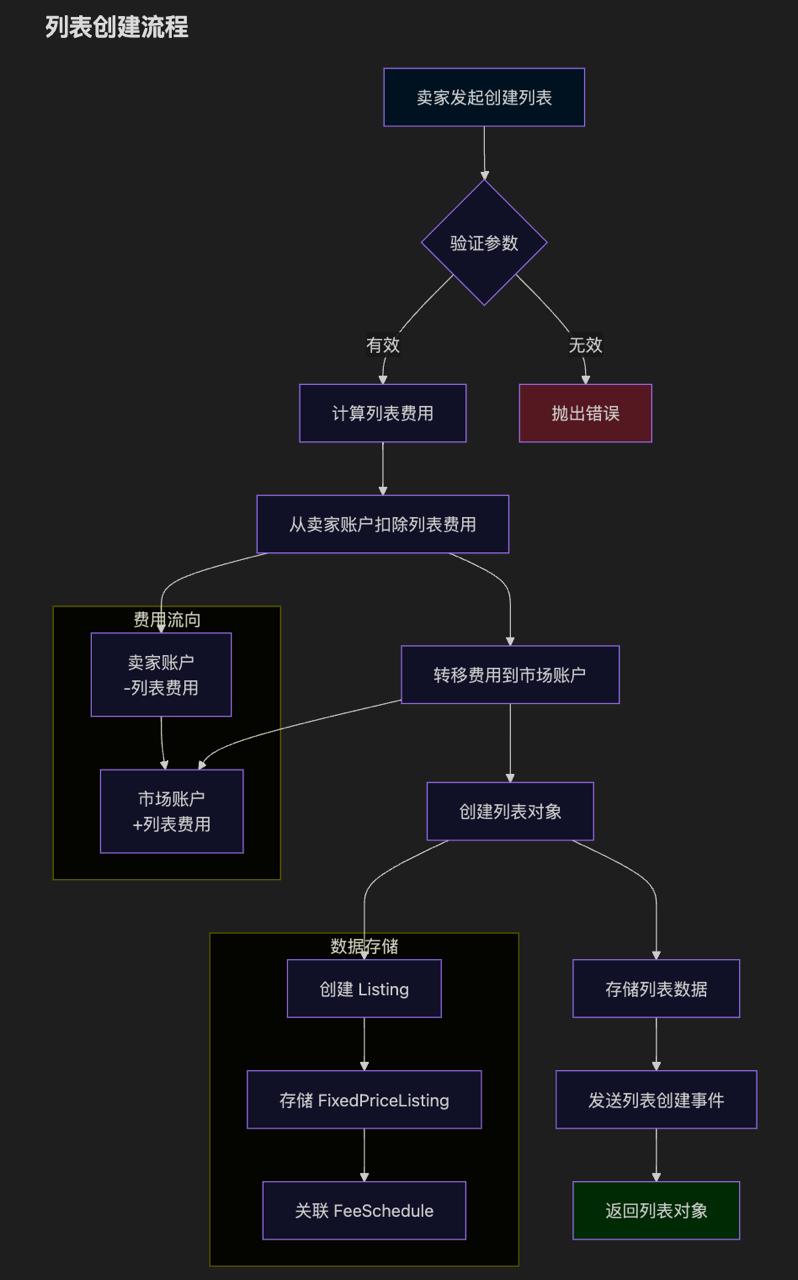 列表创建流程
卖家发起创建列表
验证参数
有效
无效
计算列表费用
抛出错误
从卖家账户扣除列表费用
费用流向
卖家账户
-列表费用
转移费用到市场账户
市场账户
+列表费用
创建列表对象
数据存储
创建 Listing
存储列表数据
存储 FixedPriceListing
发送列表创建事件
关联 FeeSchedule
返回列表对象